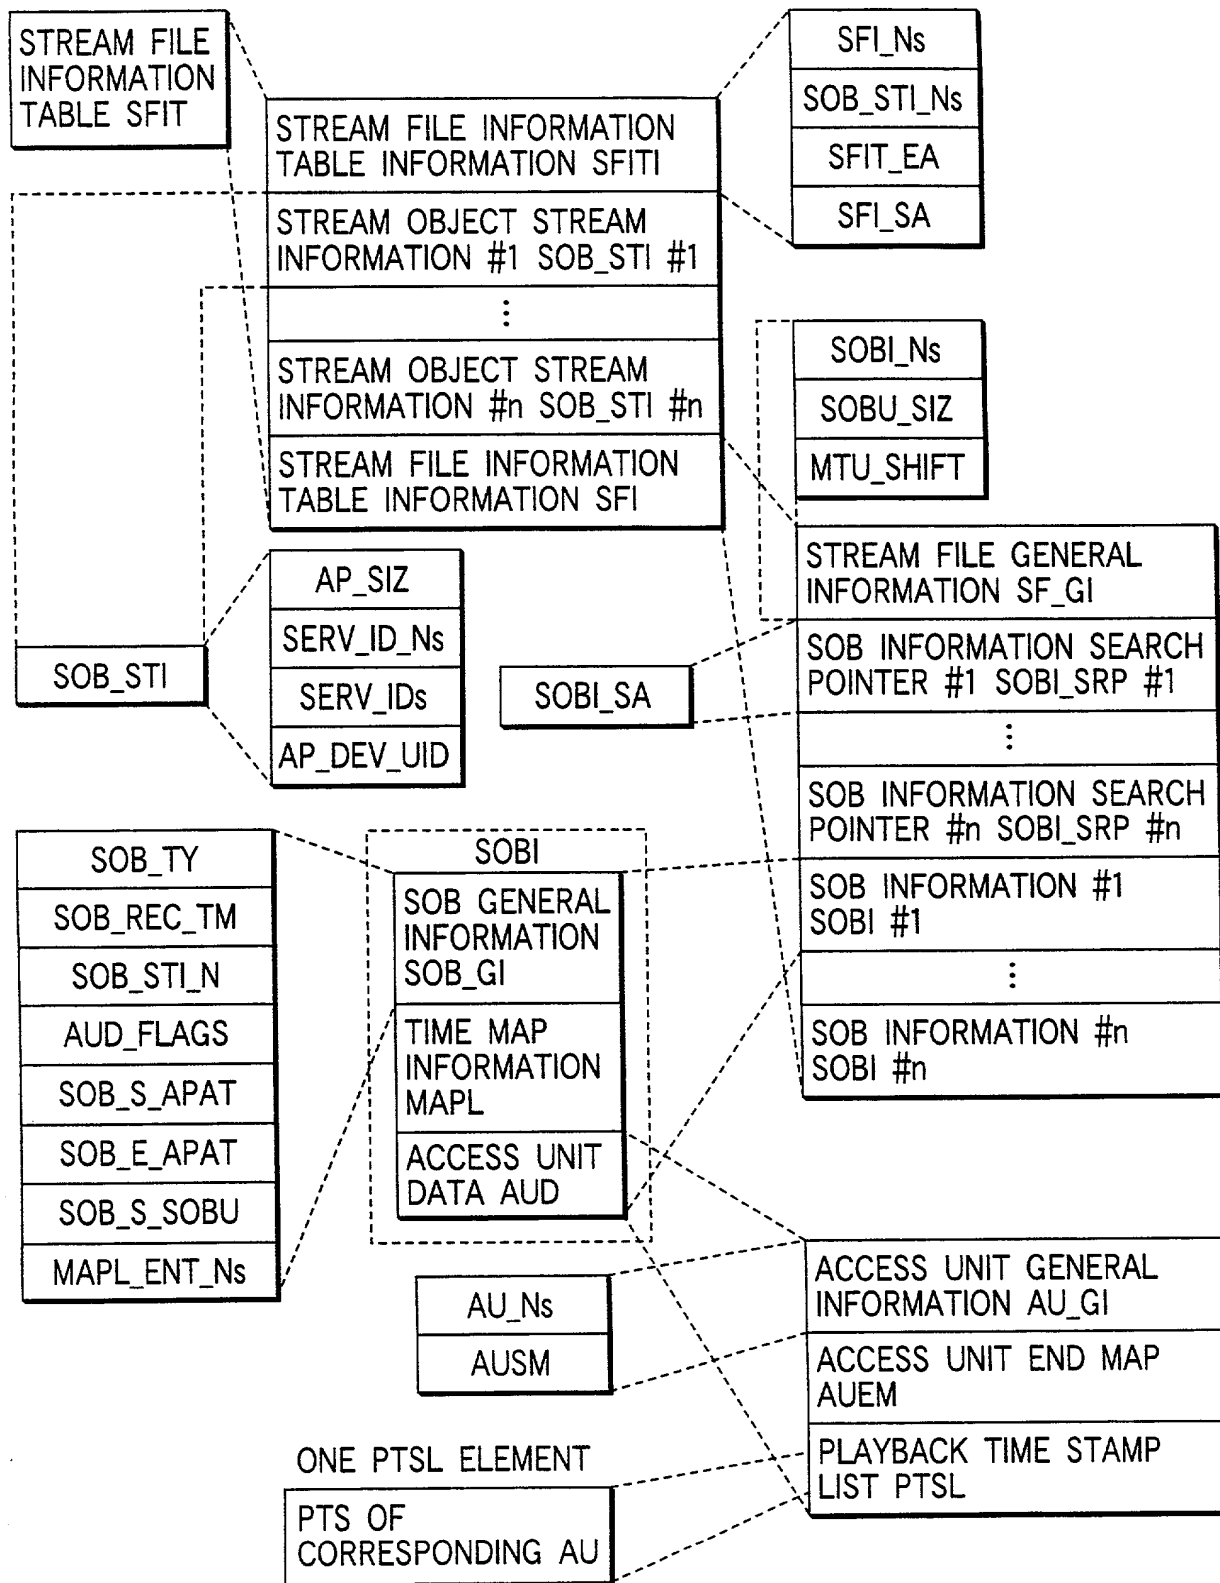 STREAM FILE
INFORMATION
TABLE SFIT
STREAM FILE INFORMATION
TABLE INFORMATION SFITI
STREAM OBJECT STREAM
INFORMATION #1 SOB_STI #1
⋮
STREAM OBJECT STREAM
INFORMATION #n SOB_STI #n
STREAM FILE INFORMATION
TABLE INFORMATION SFI
SFI_Ns
SOB_STI_Ns
SFIT_EA
SFI_SA
SOBI_Ns
SOBU_SIZ
MTU_SHIFT
SOB_STI
AP_SIZ
SERV_ID_Ns
SERV_IDs
AP_DEV_UID
SOBI_SA
STREAM FILE GENERAL
INFORMATION SF_GI
SOB INFORMATION SEARCH
POINTER #1 SOBI_SRP #1
⋮
SOB INFORMATION SEARCH
POINTER #n SOBI_SRP #n
SOB INFORMATION #1
SOBI #1
⋮
SOB INFORMATION #n
SOBI #n
SOB_TY
SOB_REC_TM
SOB_STI_N
AUD_FLAGS
SOB_S_APAT
SOB_E_APAT
SOB_S_SOBU
MAPL_ENT_Ns
SOBI
SOB GENERAL
INFORMATION
SOB_GI
TIME MAP
INFORMATION
MAPL
ACCESS UNIT
DATA AUD
AU_Ns
AUSM
ACCESS UNIT GENERAL
INFORMATION AU_GI
ACCESS UNIT END MAP
AUEM
PLAYBACK TIME STAMP
LIST PTSL
ONE PTSL ELEMENT
PTS OF
CORRESPONDING AU